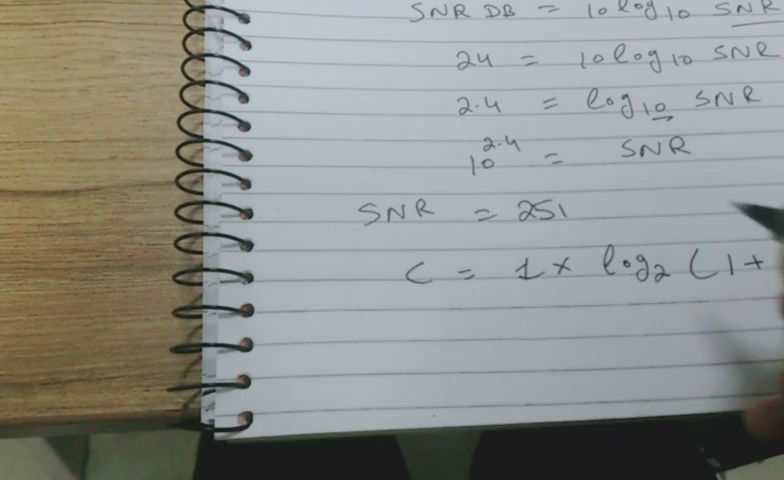 SNR DB = 10 log10 SNR
24 = 10 log10 SNR
2.4 = log10 SNR
10^2.4 = SNR
SNR = 251
C = 1 × log2 (1+